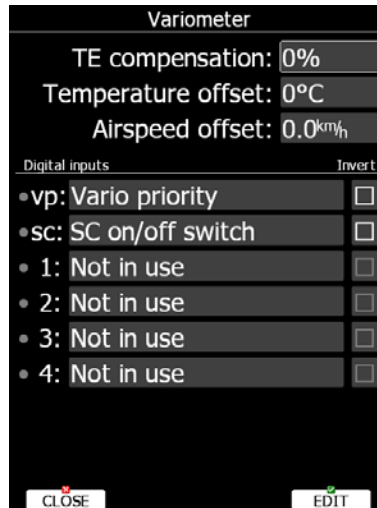 Variometer
TE compensation: 0%
Temperature offset: 0°C
Airspeed offset: 0.0km/h
Digital inputs Invert
vp: Vario priority
sc: SC on/off switch
1: Not in use
2: Not in use
3: Not in use
4: Not in use
CLOSE EDIT